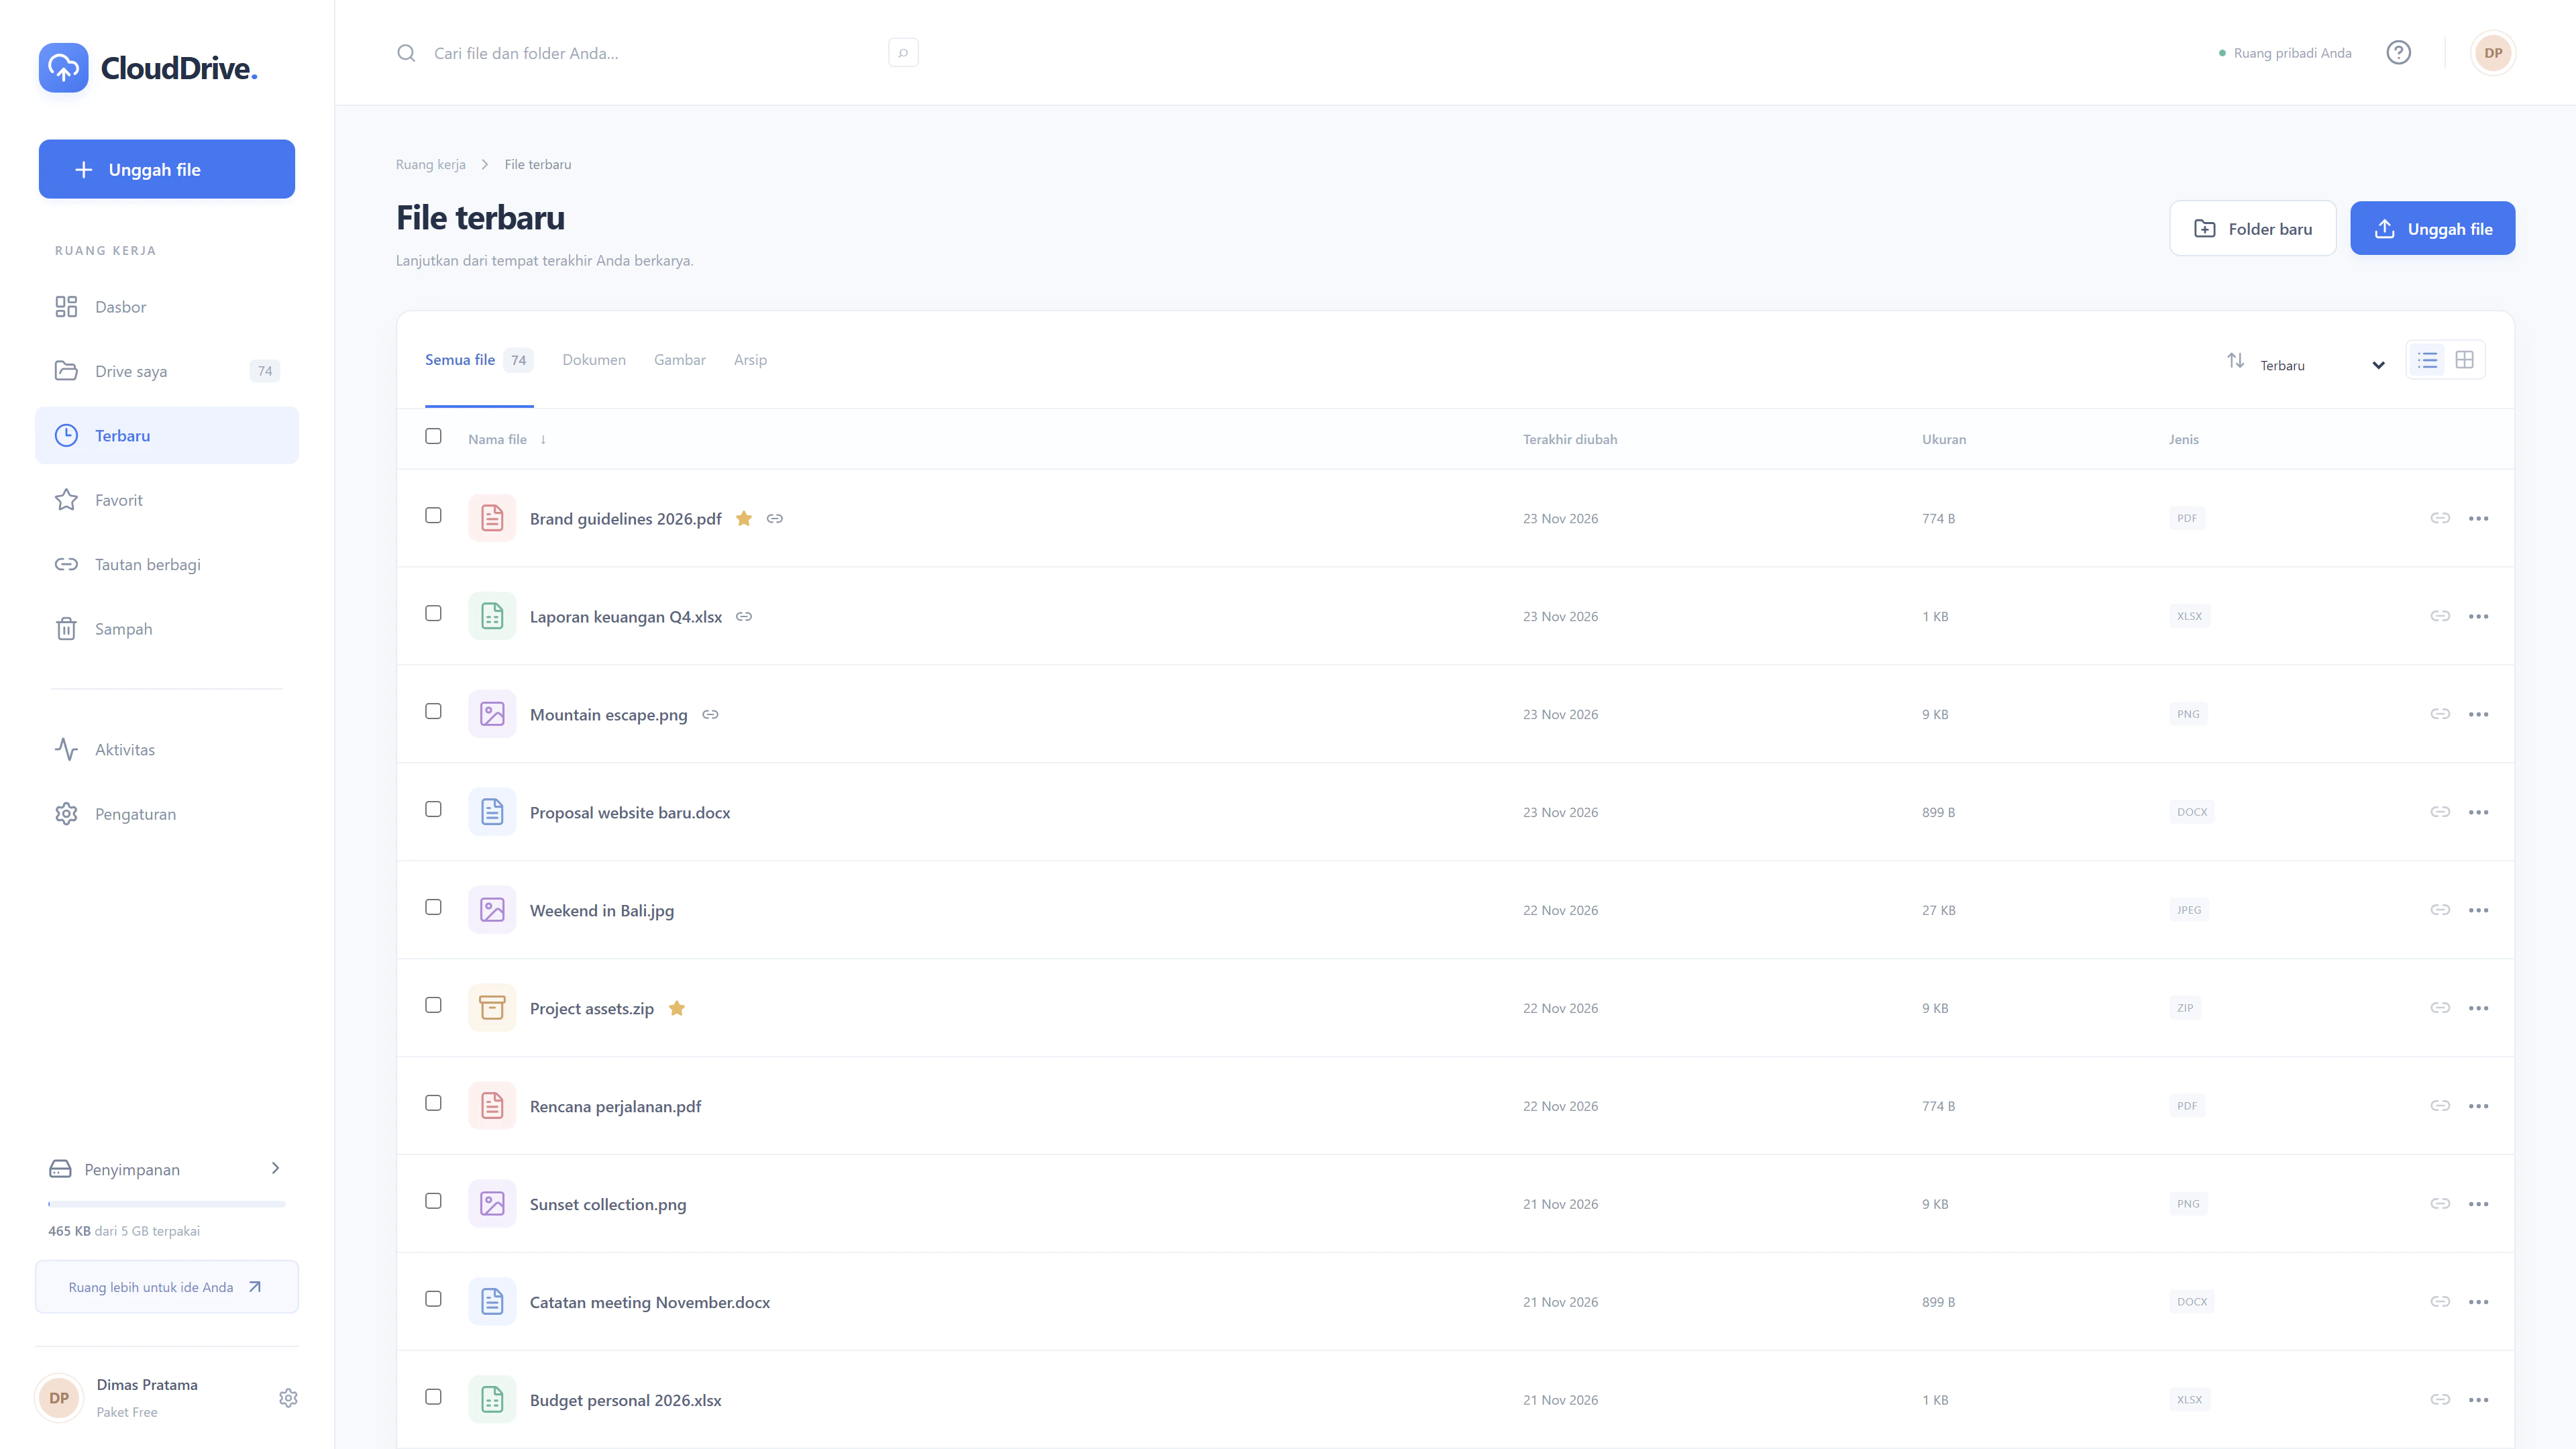 CloudDrive.
Unggah file
RUANG KERJA
Dasbor
Drive saya 74
Terbaru
Favorit
Tautan berbagi
Sampah
Aktivitas
Pengaturan
Penyimpanan
465 KB dari 5 GB terpakai
Ruang lebih untuk ide Anda
DP Dimas Pratama
Paket Free
Cari file dan folder Anda...
Ruang pribadi Anda
DP
Ruang kerja File terbaru
File terbaru
Lanjutkan dari tempat terakhir Anda berkarya.
Folder baru
Unggah file
Semua file 74 Dokumen Gambar Arsip
Terbaru
Nama file ↓ Terakhir diubah Ukuran Jenis
Brand guidelines 2026.pdf 23 Nov 2026 774 B PDF
Laporan keuangan Q4.xlsx 23 Nov 2026 1 KB XLSX
Mountain escape.png 23 Nov 2026 9 KB PNG
Proposal website baru.docx 23 Nov 2026 899 B DOCX
Weekend in Bali.jpg 22 Nov 2026 27 KB JPEG
Project assets.zip 22 Nov 2026 9 KB ZIP
Rencana perjalanan.pdf 22 Nov 2026 774 B PDF
Sunset collection.png 21 Nov 2026 9 KB PNG
Catatan meeting November.docx 21 Nov 2026 899 B DOCX
Budget personal 2026.xlsx 21 Nov 2026 1 KB XLSX